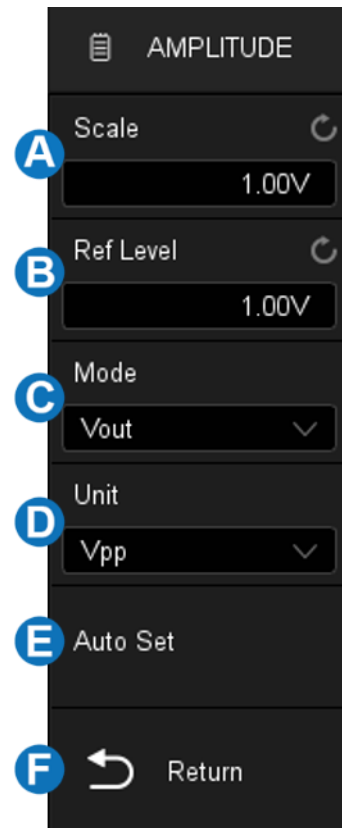 AMPLITUDE
Scale
A
1.00V
Ref Level
B
1.00V
Mode
C
Vout
Unit
D
Vpp
E Auto Set
F Return